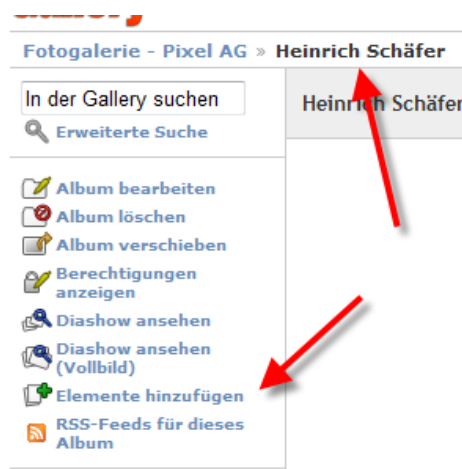 Fotogalerie - Pixel AG » Heinrich Schäfer
In der Gallery suchen
Erweiterte Suche
Heinrich Schäfer
Album bearbeiten
Album löschen
Album verschieben
Berechtigungen
anzeigen
Diashow ansehen
Diashow ansehen
(Vollbild)
Elemente hinzufügen
RSS-Feeds für dieses
Album